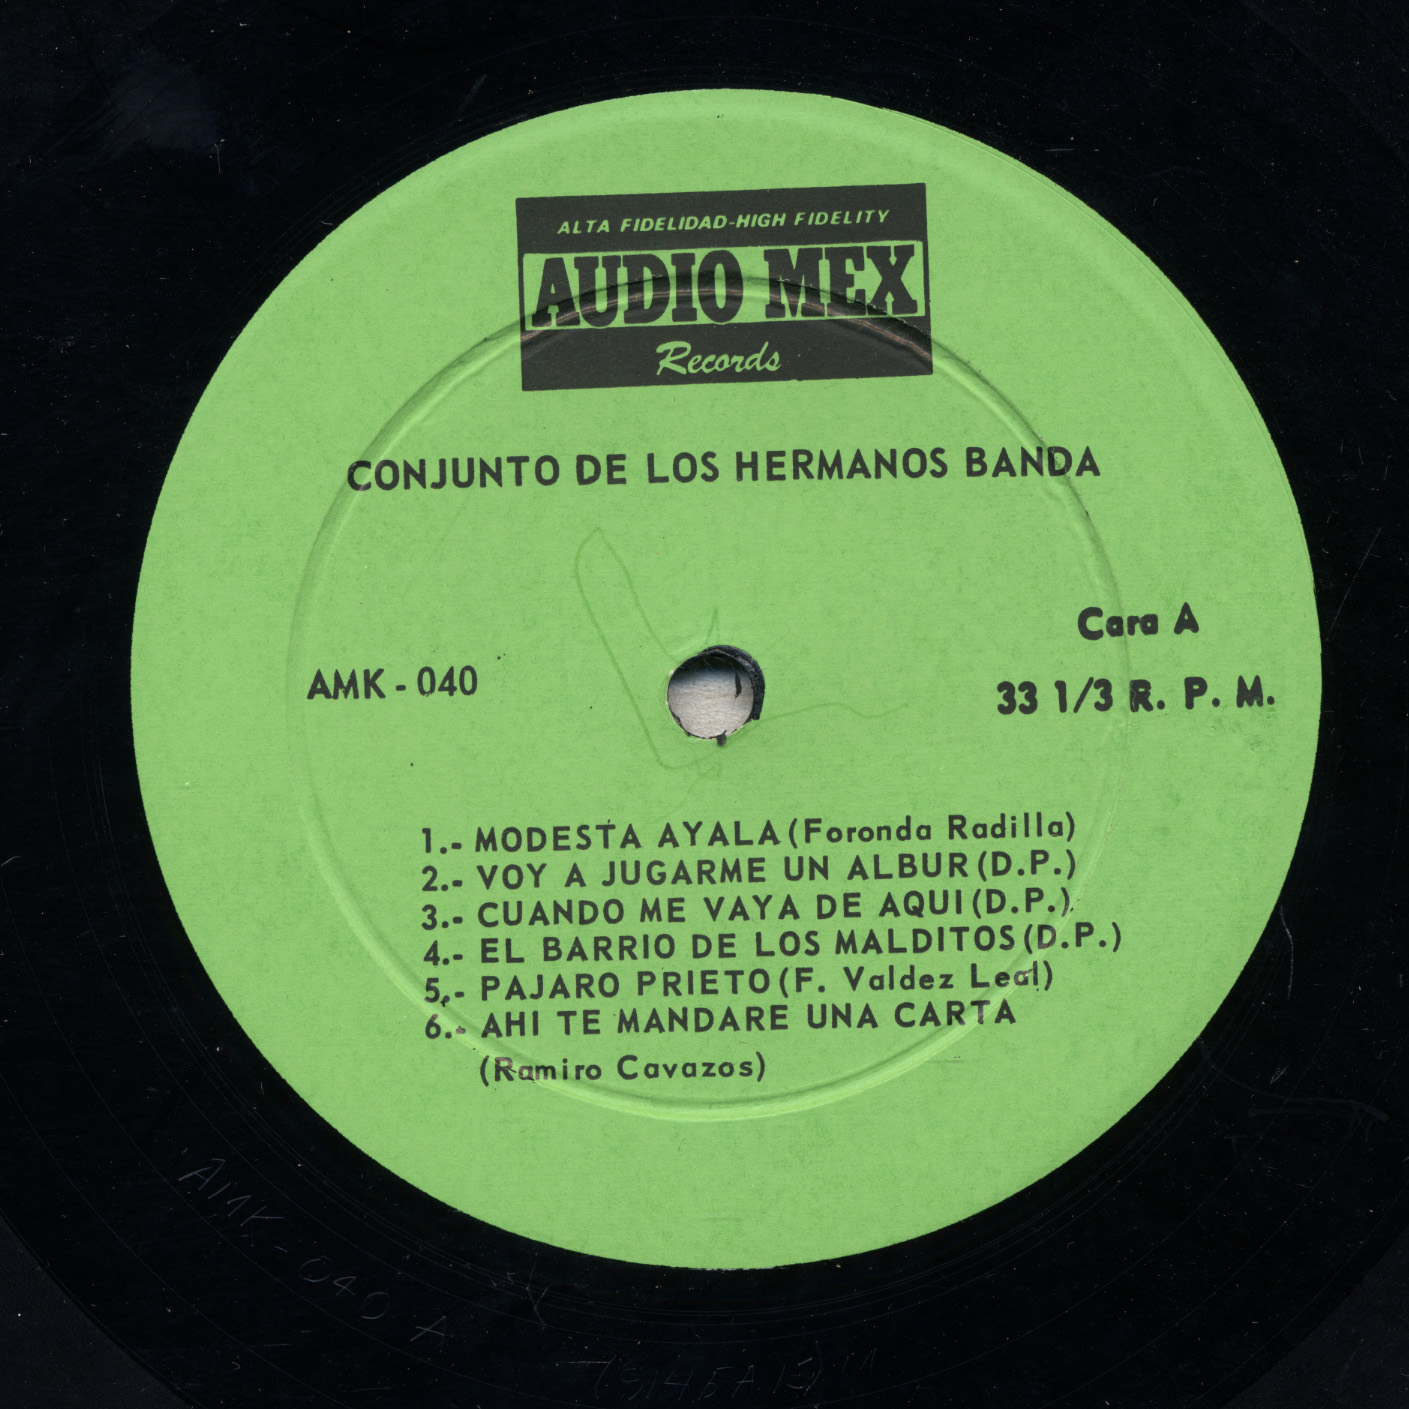 ALTA FIDELIDAD-HIGH FIDELITY
AUDIO MEX
Records
CONJUNTO DE LOS HERMANOS BANDA
Cara A
AMK - 040
33 1/3 R. P. M.
1.- MODESTA AYALA (Foronda Radilla)
2.- VOY A JUGARME UN ALBUR (D.P.)
3.- CUANDO ME VAYA DE AQUI (D.P.)
4.- EL BARRIO DE LOS MALDITOS (D.P.)
5.- PAJARO PRIETO (F. Valdez Leal)
6.- AHI TE MANDARE UNA CARTA
(Ramiro Cavazos)
AMK-040 A